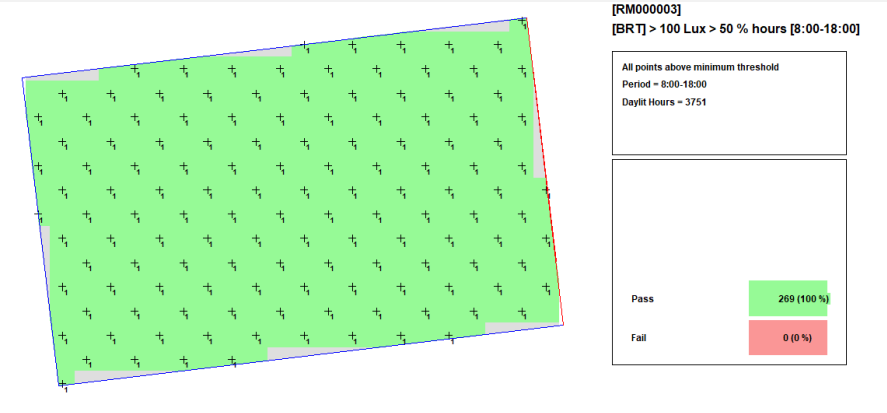 [RM000003]
[BRT] > 100 Lux > 50 % hours [8:00-18:00]
All points above minimum threshold
Period = 8:00-18:00
Daylit Hours = 3751
Pass 269 (100 %)
Fail 0 (0 %)